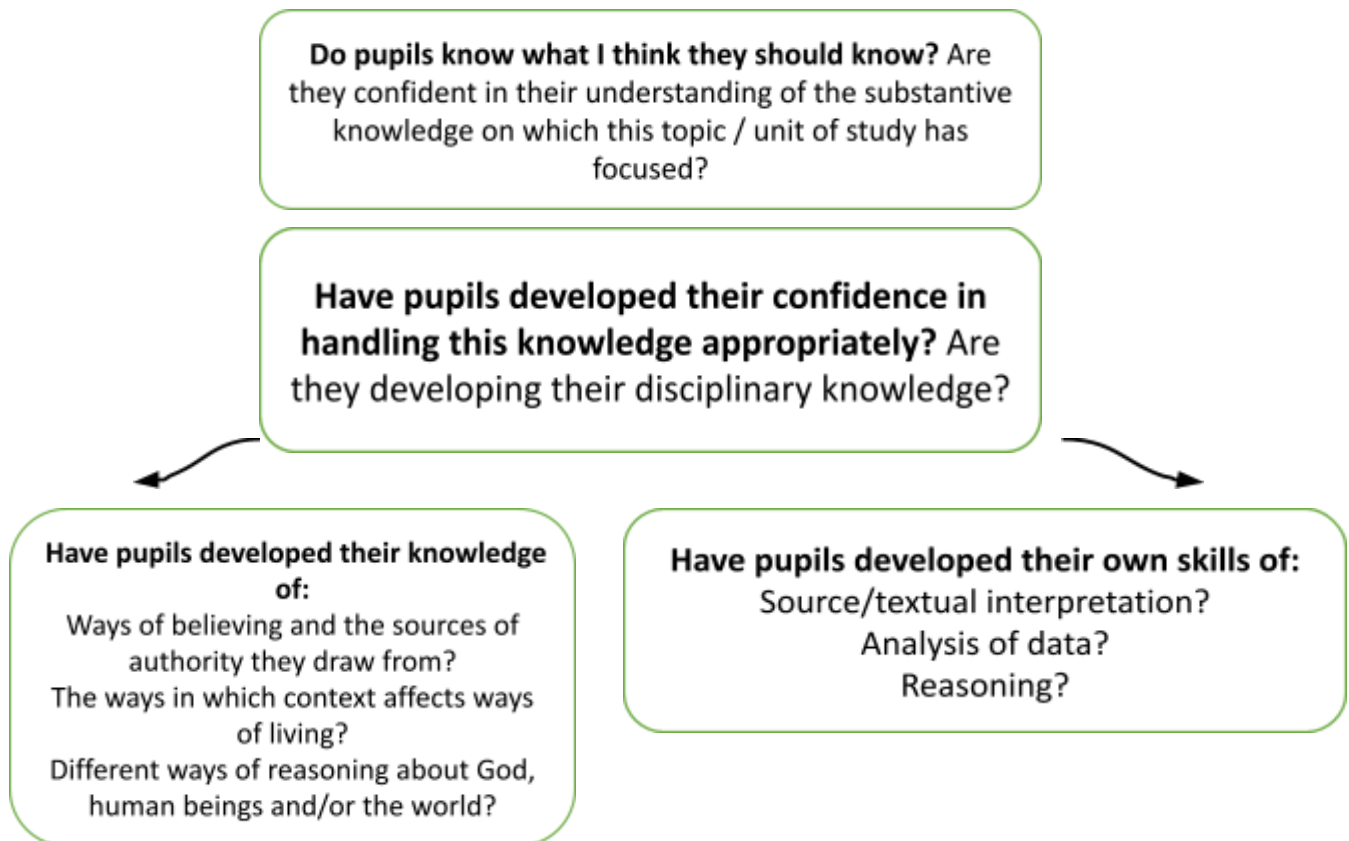 Do pupils know what I think they should know? Are
they confident in their understanding of the substantive
knowledge on which this topic / unit of study has
focused?
Have pupils developed their confidence in
handling this knowledge appropriately? Are
they developing their disciplinary knowledge?
Have pupils developed their knowledge
of:
Ways of believing and the sources of
authority they draw from?
The ways in which context affects ways
of living?
Different ways of reasoning about God,
human beings and/or the world?
Have pupils developed their own skills of:
Source/textual interpretation?
Analysis of data?
Reasoning?